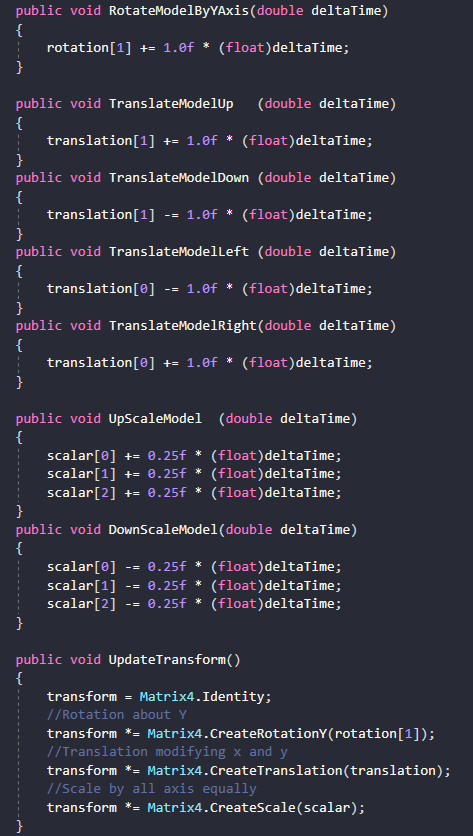 public void RotateModelByYAxis(double deltaTime)
{
    rotation[1] += 1.0f * (float)deltaTime;
}
public void TranslateModelUp   (double deltaTime)
{
    translation[1] += 1.0f * (float)deltaTime;
}
public void TranslateModelDown (double deltaTime)
{
    translation[1] -= 1.0f * (float)deltaTime;
}
public void TranslateModelLeft (double deltaTime)
{
    translation[0] -= 1.0f * (float)deltaTime;
}
public void TranslateModelRight(double deltaTime)
{
    translation[0] += 1.0f * (float)deltaTime;
}
public void UpScaleModel  (double deltaTime)
{
    scalar[0] += 0.25f * (float)deltaTime;
    scalar[1] += 0.25f * (float)deltaTime;
    scalar[2] += 0.25f * (float)deltaTime;
}
public void DownScaleModel(double deltaTime)
{
    scalar[0] -= 0.25f * (float)deltaTime;
    scalar[1] -= 0.25f * (float)deltaTime;
    scalar[2] -= 0.25f * (float)deltaTime;
}
public void UpdateTransform()
{
    transform = Matrix4.Identity;
    //Rotation about Y
    transform *= Matrix4.CreateRotationY(rotation[1]);
    //Translation modifying x and y
    transform *= Matrix4.CreateTranslation(translation);
    //Scale by all axis equally
    transform *= Matrix4.CreateScale(scalar);
}